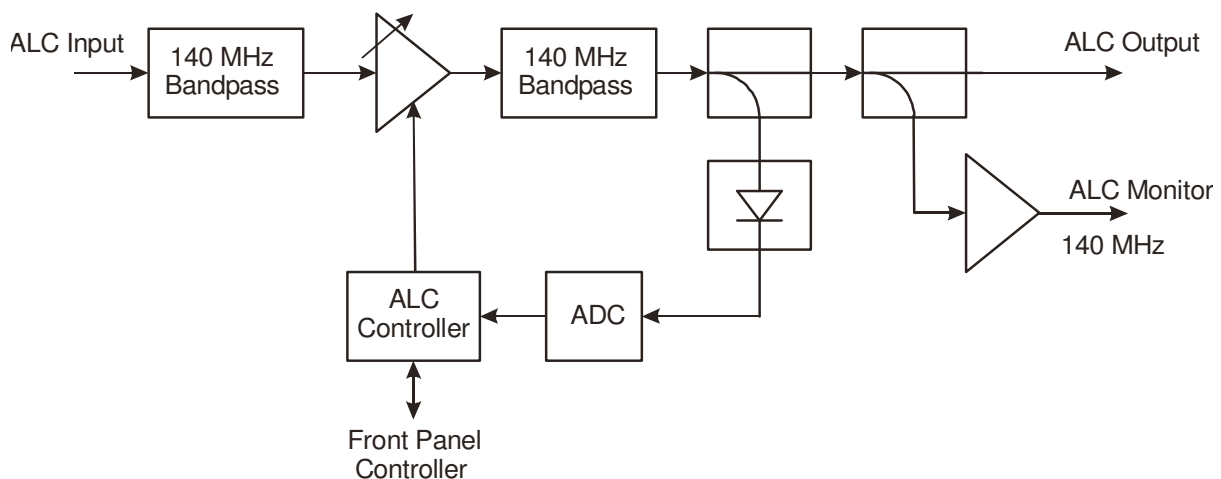 ALC Input
140 MHz
Bandpass
140 MHz
Bandpass
ALC Output
ALC Monitor
140 MHz
ALC
Controller
ADC
Front Panel
Controller